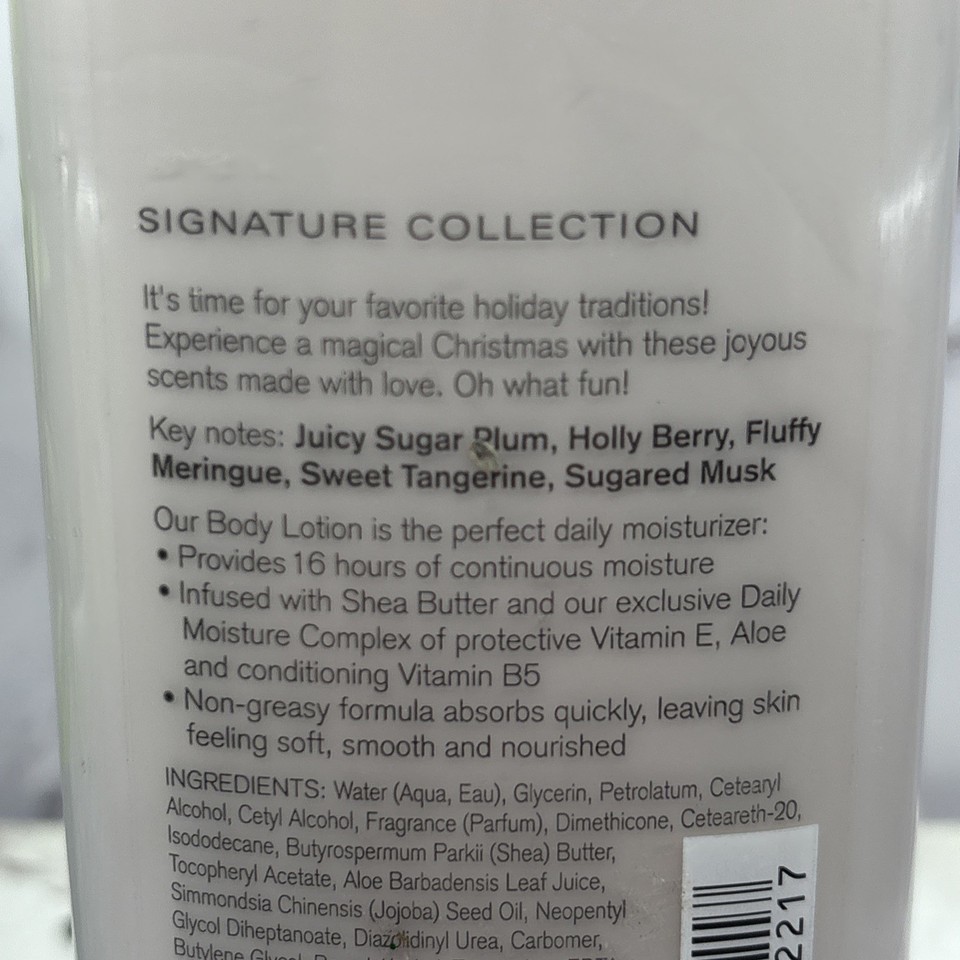 SIGNATURE COLLECTION
It's time for your favorite holiday traditions!
Experience a magical Christmas with these joyous
scents made with love. Oh what fun!
Key notes: Juicy Sugar Plum, Holly Berry, Fluffy
Meringue, Sweet Tangerine, Sugared Musk
Our Body Lotion is the perfect daily moisturizer:
• Provides 16 hours of continuous moisture
• Infused with Shea Butter and our exclusive Daily
Moisture Complex of protective Vitamin E, Aloe
and conditioning Vitamin B5
• Non-greasy formula absorbs quickly, leaving skin
feeling soft, smooth and nourished
INGREDIENTS: Water (Aqua, Eau), Glycerin, Petrolatum, Cetearyl
Alcohol, Cetyl Alcohol, Fragrance (Parfum), Dimethicone, Ceteareth-20,
Isododecane, Butyrospermum Parkii (Shea) Butter,
Tocopheryl Acetate, Aloe Barbadensis Leaf Juice,
Simmondsia Chinensis (Jojoba) Seed Oil, Neopentyl
Glycol Diheptanoate, Diazolidinyl Urea, Carbomer,
Butylene Glycol,
2217